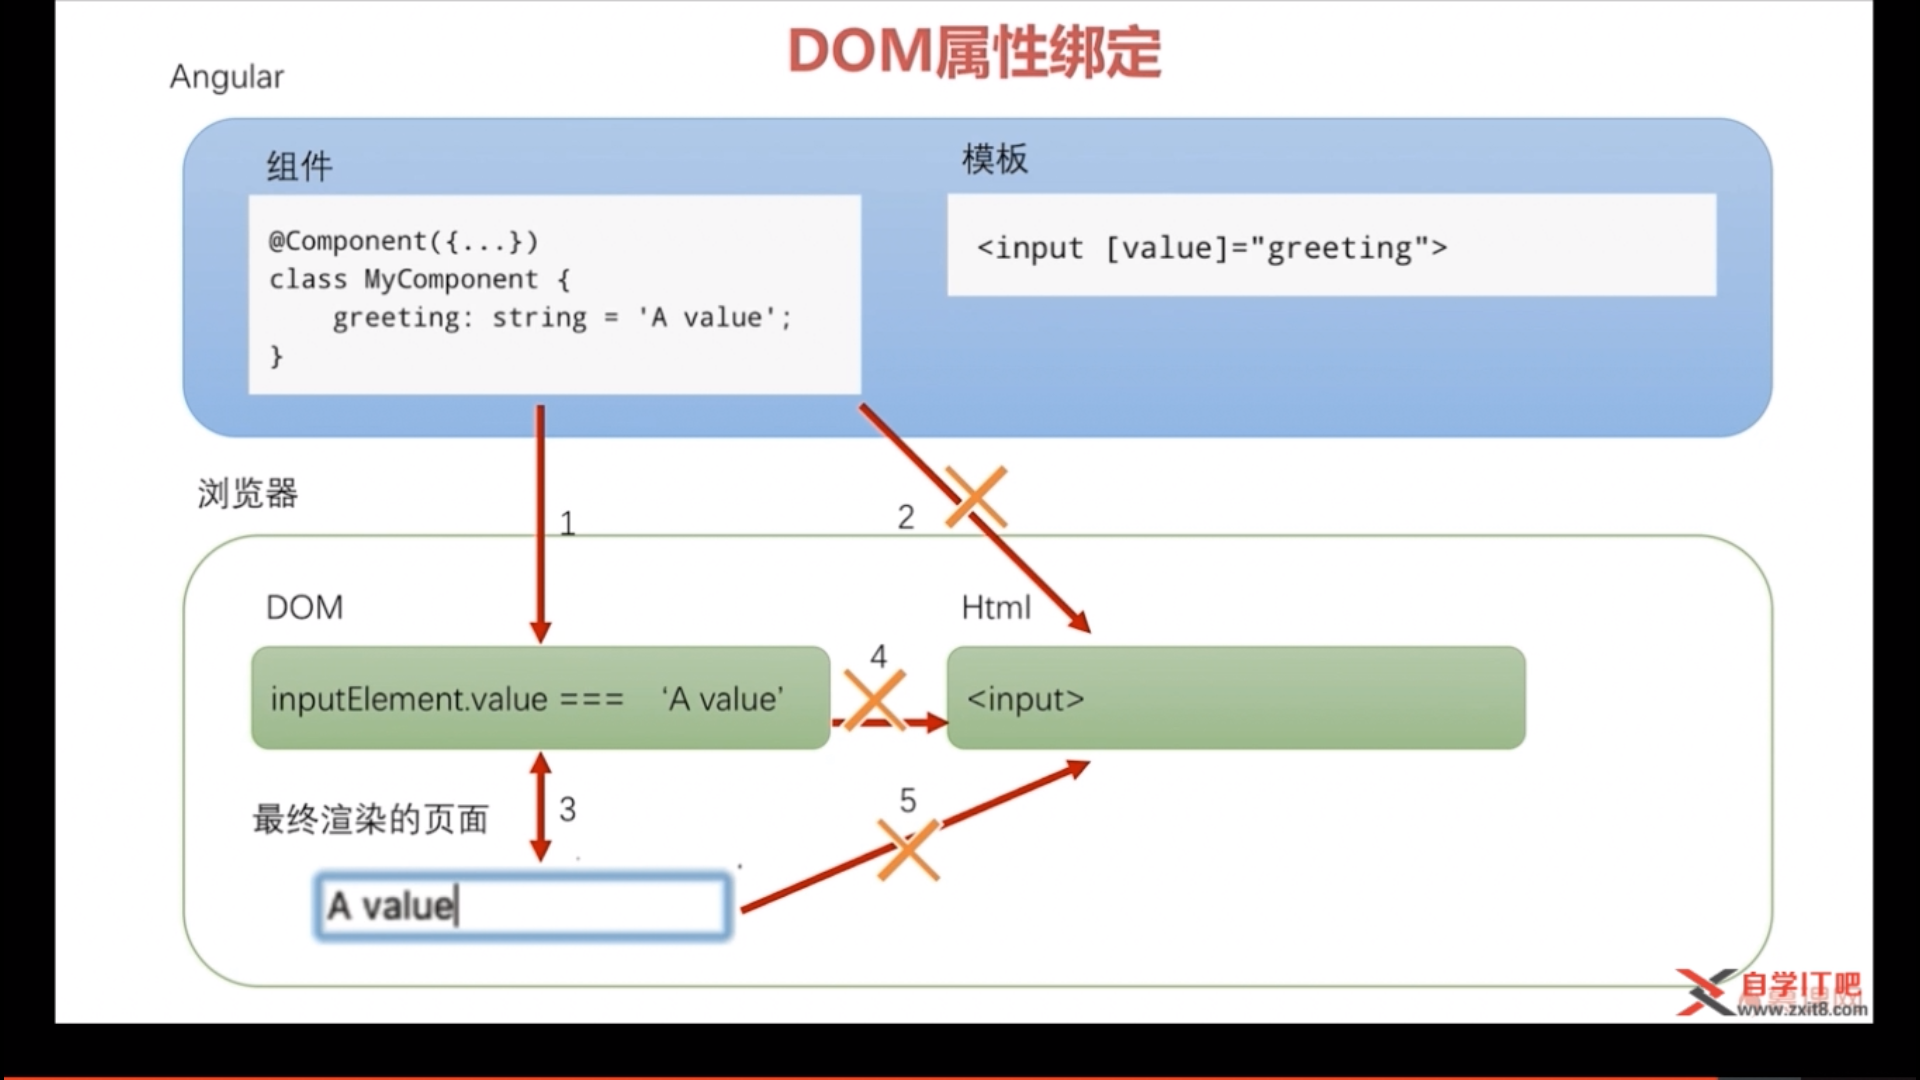 DOM属性绑定
Angular
组件
@Component({...})
class MyComponent {
greeting: string = 'A value';
}
模板
<input [value]="greeting">
浏览器
1
2
DOM
inputElement.value === ‘A value’
4
Html
<input>
最终渲染的页面
3
5
A value
自学IT吧
www.zxit8.com